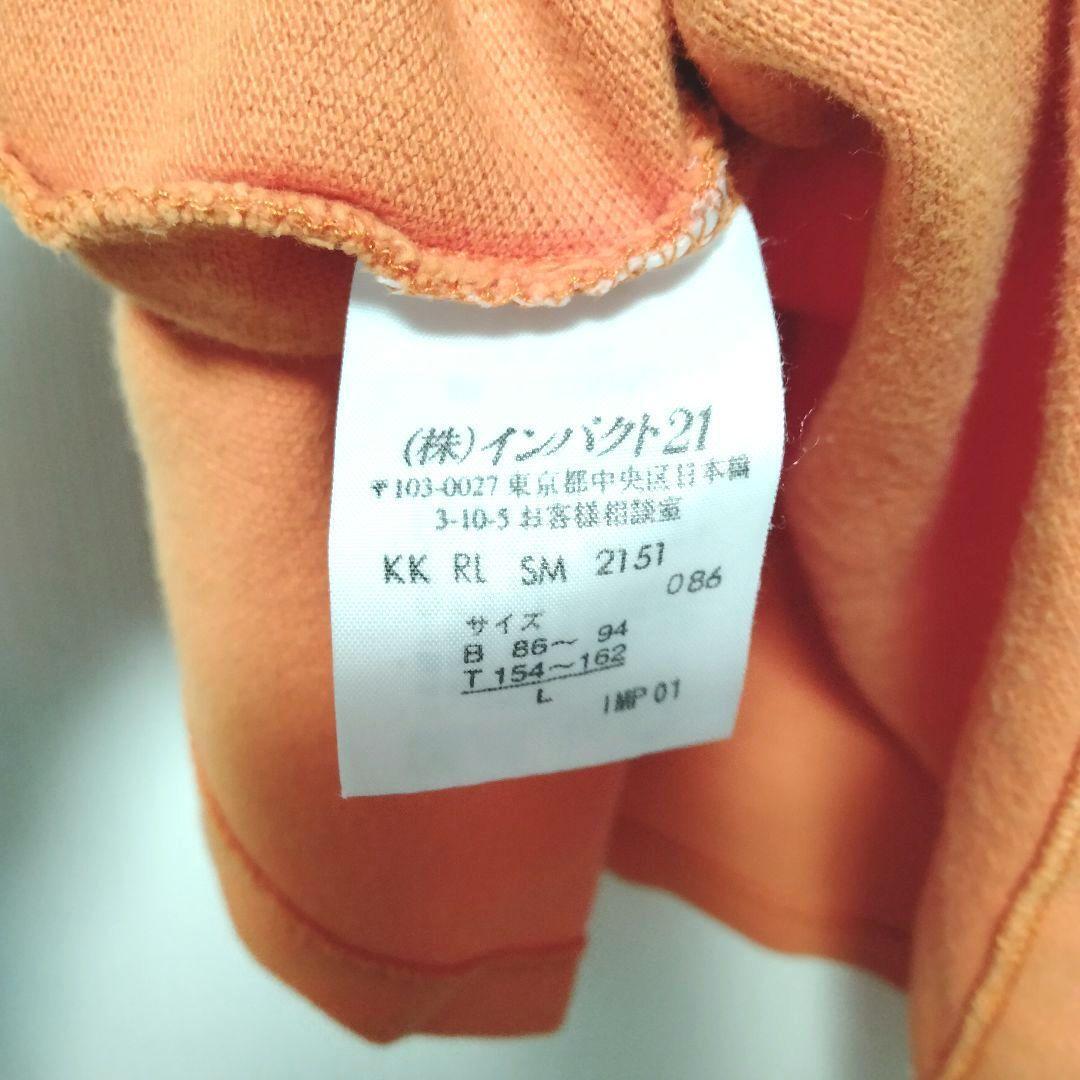 (株)インパクト21
〒103-0027 東京都中央区日本橋
3-10-5 お客様相談室
KK RL SM 2151
086
サイズ
B 86〜 94
T 154〜162
L
IMP 01